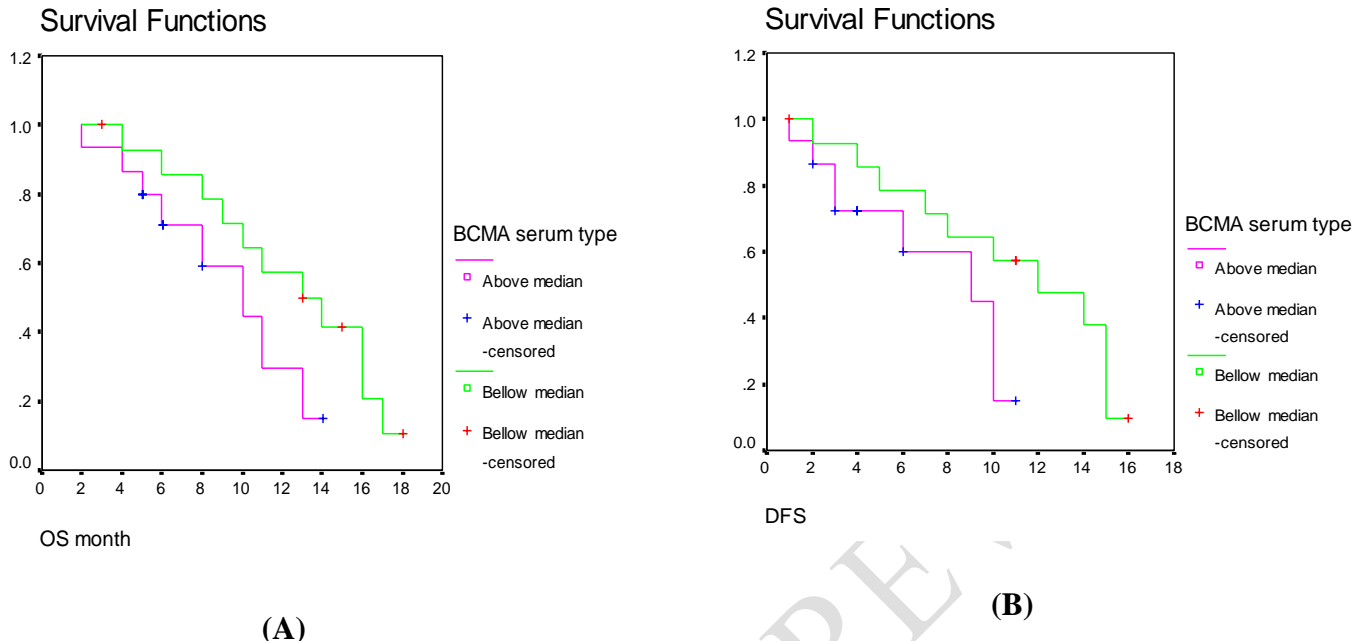 Survival Functions
1.2
1.0
.8
.6
.4
.2
0.0
0 2 4 6 8 10 12 14 16 18 20
OS month
BCMA serum type
Above median
Above median
-censored
Bellow median
Bellow median
-censored
(A)
Survival Functions
1.2
1.0
.8
.6
.4
.2
0.0
0 2 4 6 8 10 12 14 16 18
DFS
BCMA serum type
Above median
Above median
-censored
Bellow median
Bellow median
-censored
(B)